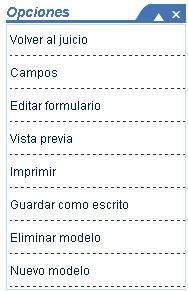 Opciones
Volver al juicio
Campos
Editar formulario
Vista previa
Imprimir
Guardar como escrito
Eliminar modelo
Nuevo modelo